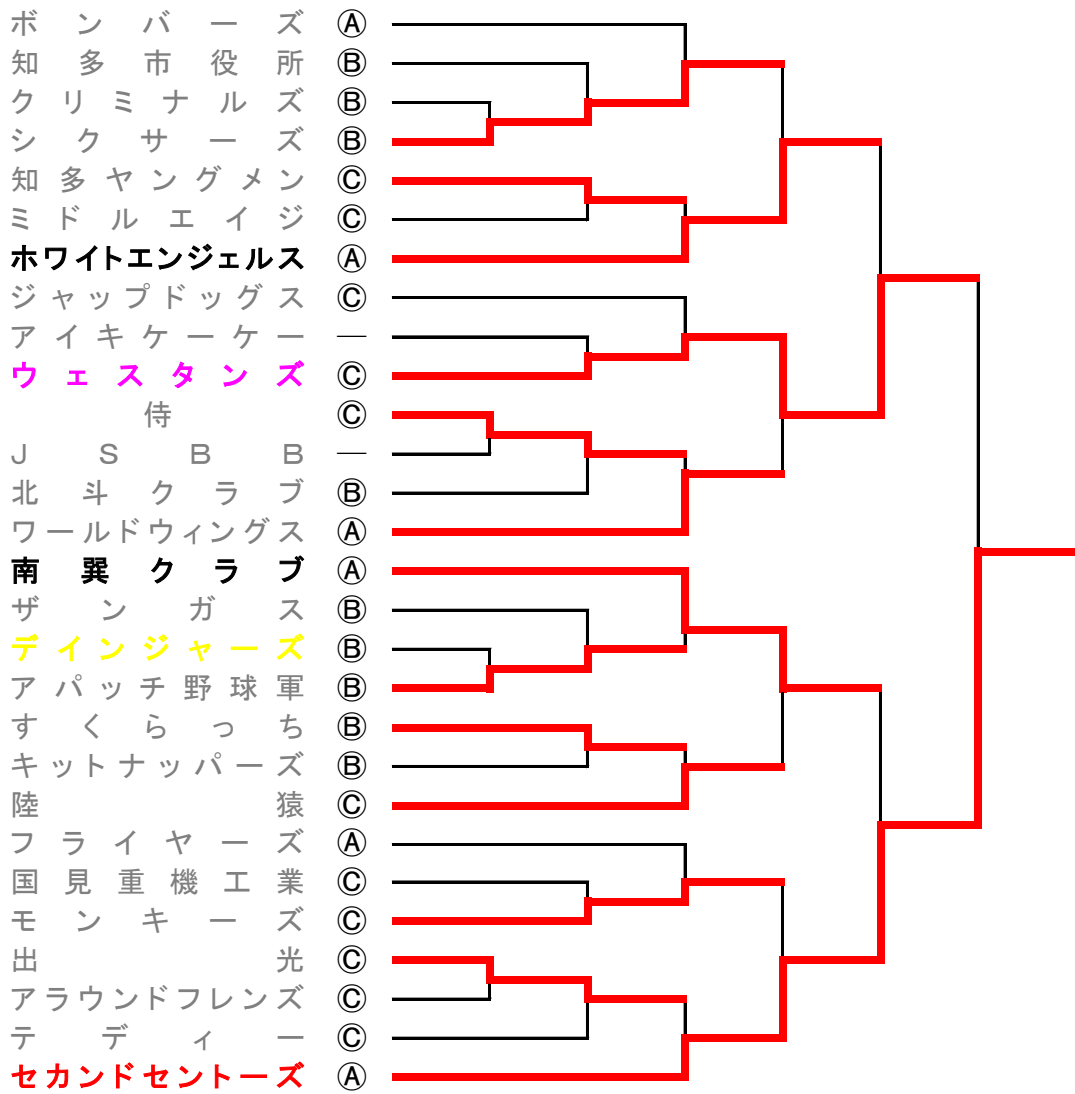 ボンバーズ Ⓐ
知多市役所 Ⓑ
クリミナルズ Ⓑ
シクサーズ Ⓑ
知多ヤングメン Ⓒ
ミドルエイジ Ⓒ
ホワイトエンジェルス Ⓐ
ジャップドッグス Ⓒ
アイキケーケー ―
ウェスタンズ Ⓒ
侍 Ⓒ
JSBB ―
北斗クラブ Ⓑ
ワールドウィングス Ⓐ
南巽クラブ Ⓐ
ザンガス Ⓑ
デインジャーズ Ⓑ
アパッチ野球軍 Ⓑ
すくらっち Ⓑ
キットナッパーズ Ⓑ
陸猿 Ⓒ
フライヤーズ Ⓐ
国見重機工業 Ⓒ
モンキーズ Ⓒ
出光 Ⓒ
アラウンドフレンズ Ⓒ
テディー Ⓒ
セカンドセントーズ Ⓐ